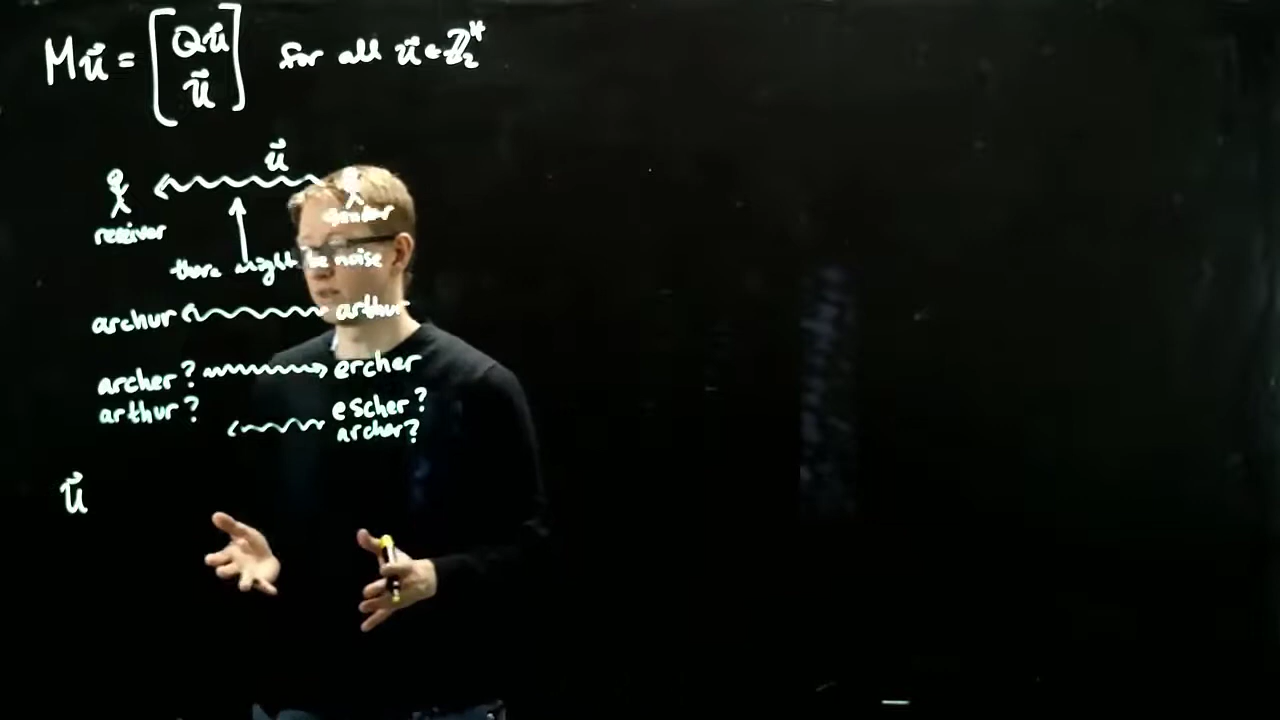 Mu⃗ = [Qu⃗ u⃗] for all u⃗ ∈ ℤ₂⁴
u⃗
receiver sender
there might be noise
archur arthur
archer? ercher
arthur? escher?
archer?
u⃗